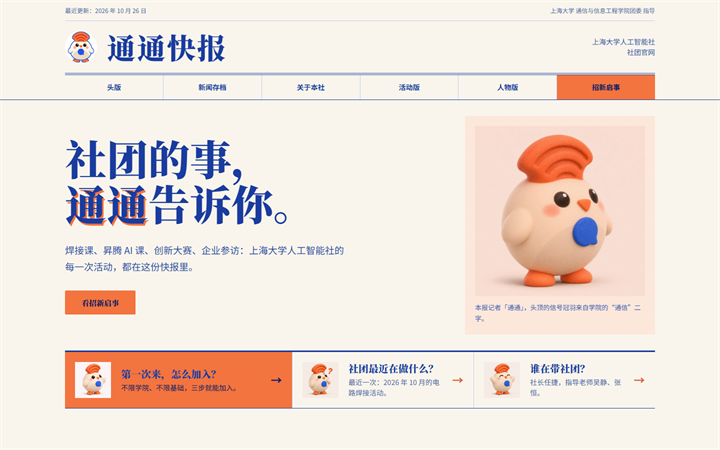 最近更新：2026 年 10 月 26 日
上海大学 通信与信息工程学院团委 指导
通通快报
上海大学人工智能社
社团官网
头版
新闻存档
关于本社
活动版
人物版
招新启事
社团的事，
通通告诉你。
焊接课、昇腾 AI 课、创新大赛、企业参访：上海大学人工智能社的
每一次活动，都在这份快报里。
看招新启事
本报记者「通通」，头顶的信号冠羽来自学院的“通信”二
字。
第一次来，怎么加入？
不限学院、不限基础，三步就能加入。
→
社团最近在做什么？
最近一次：2026 年 10 月的电
路焊接活动。
→
谁在带社团？
社长任捷，指导老师吴静、张
恒。
→